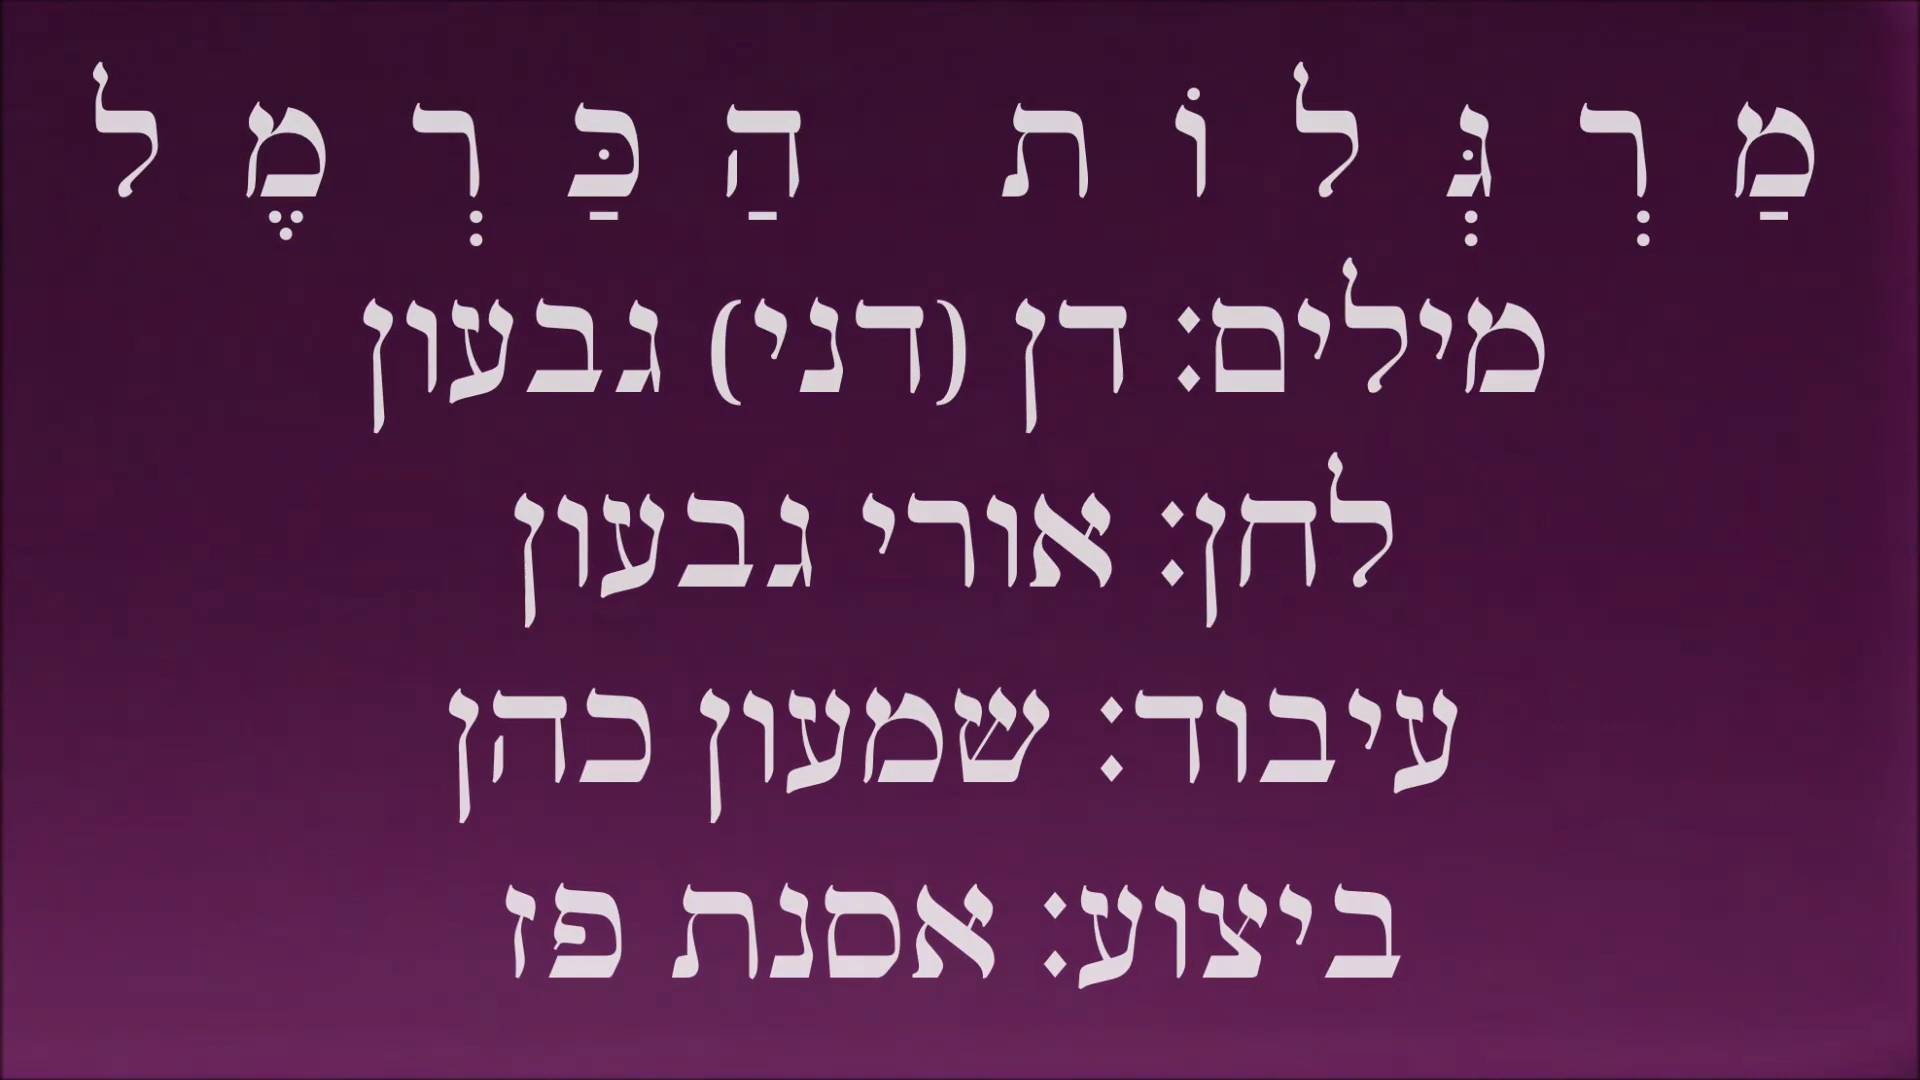 מַרְגְּלוֹת הַכַּרְמֶל
מילים: דן (דני) גבעון
לחן: אורי גבעון
עיבוד: שמעון כהן
ביצוע: אסנת פז